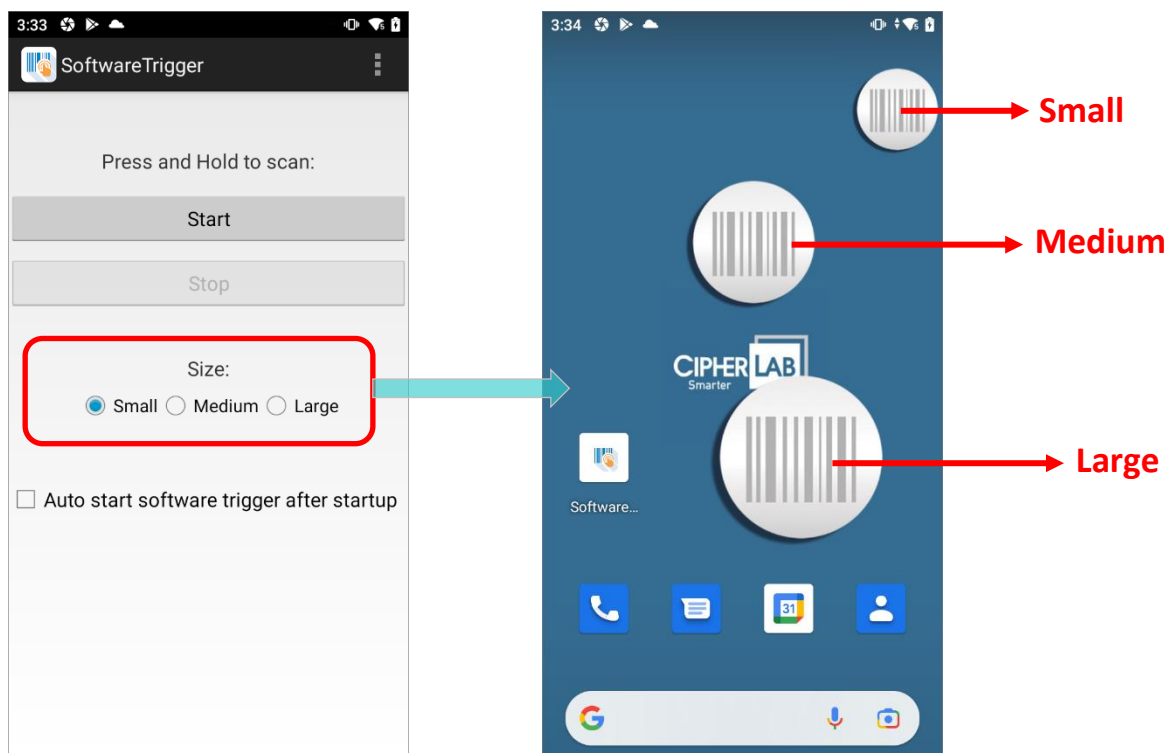 3:33
SoftwareTrigger
Press and Hold to scan:
Start
Stop
Size:
Small Medium Large
Auto start software trigger after startup
3:34
Small
Medium
CIPHERLAB
Smarter
Large
Software...
31